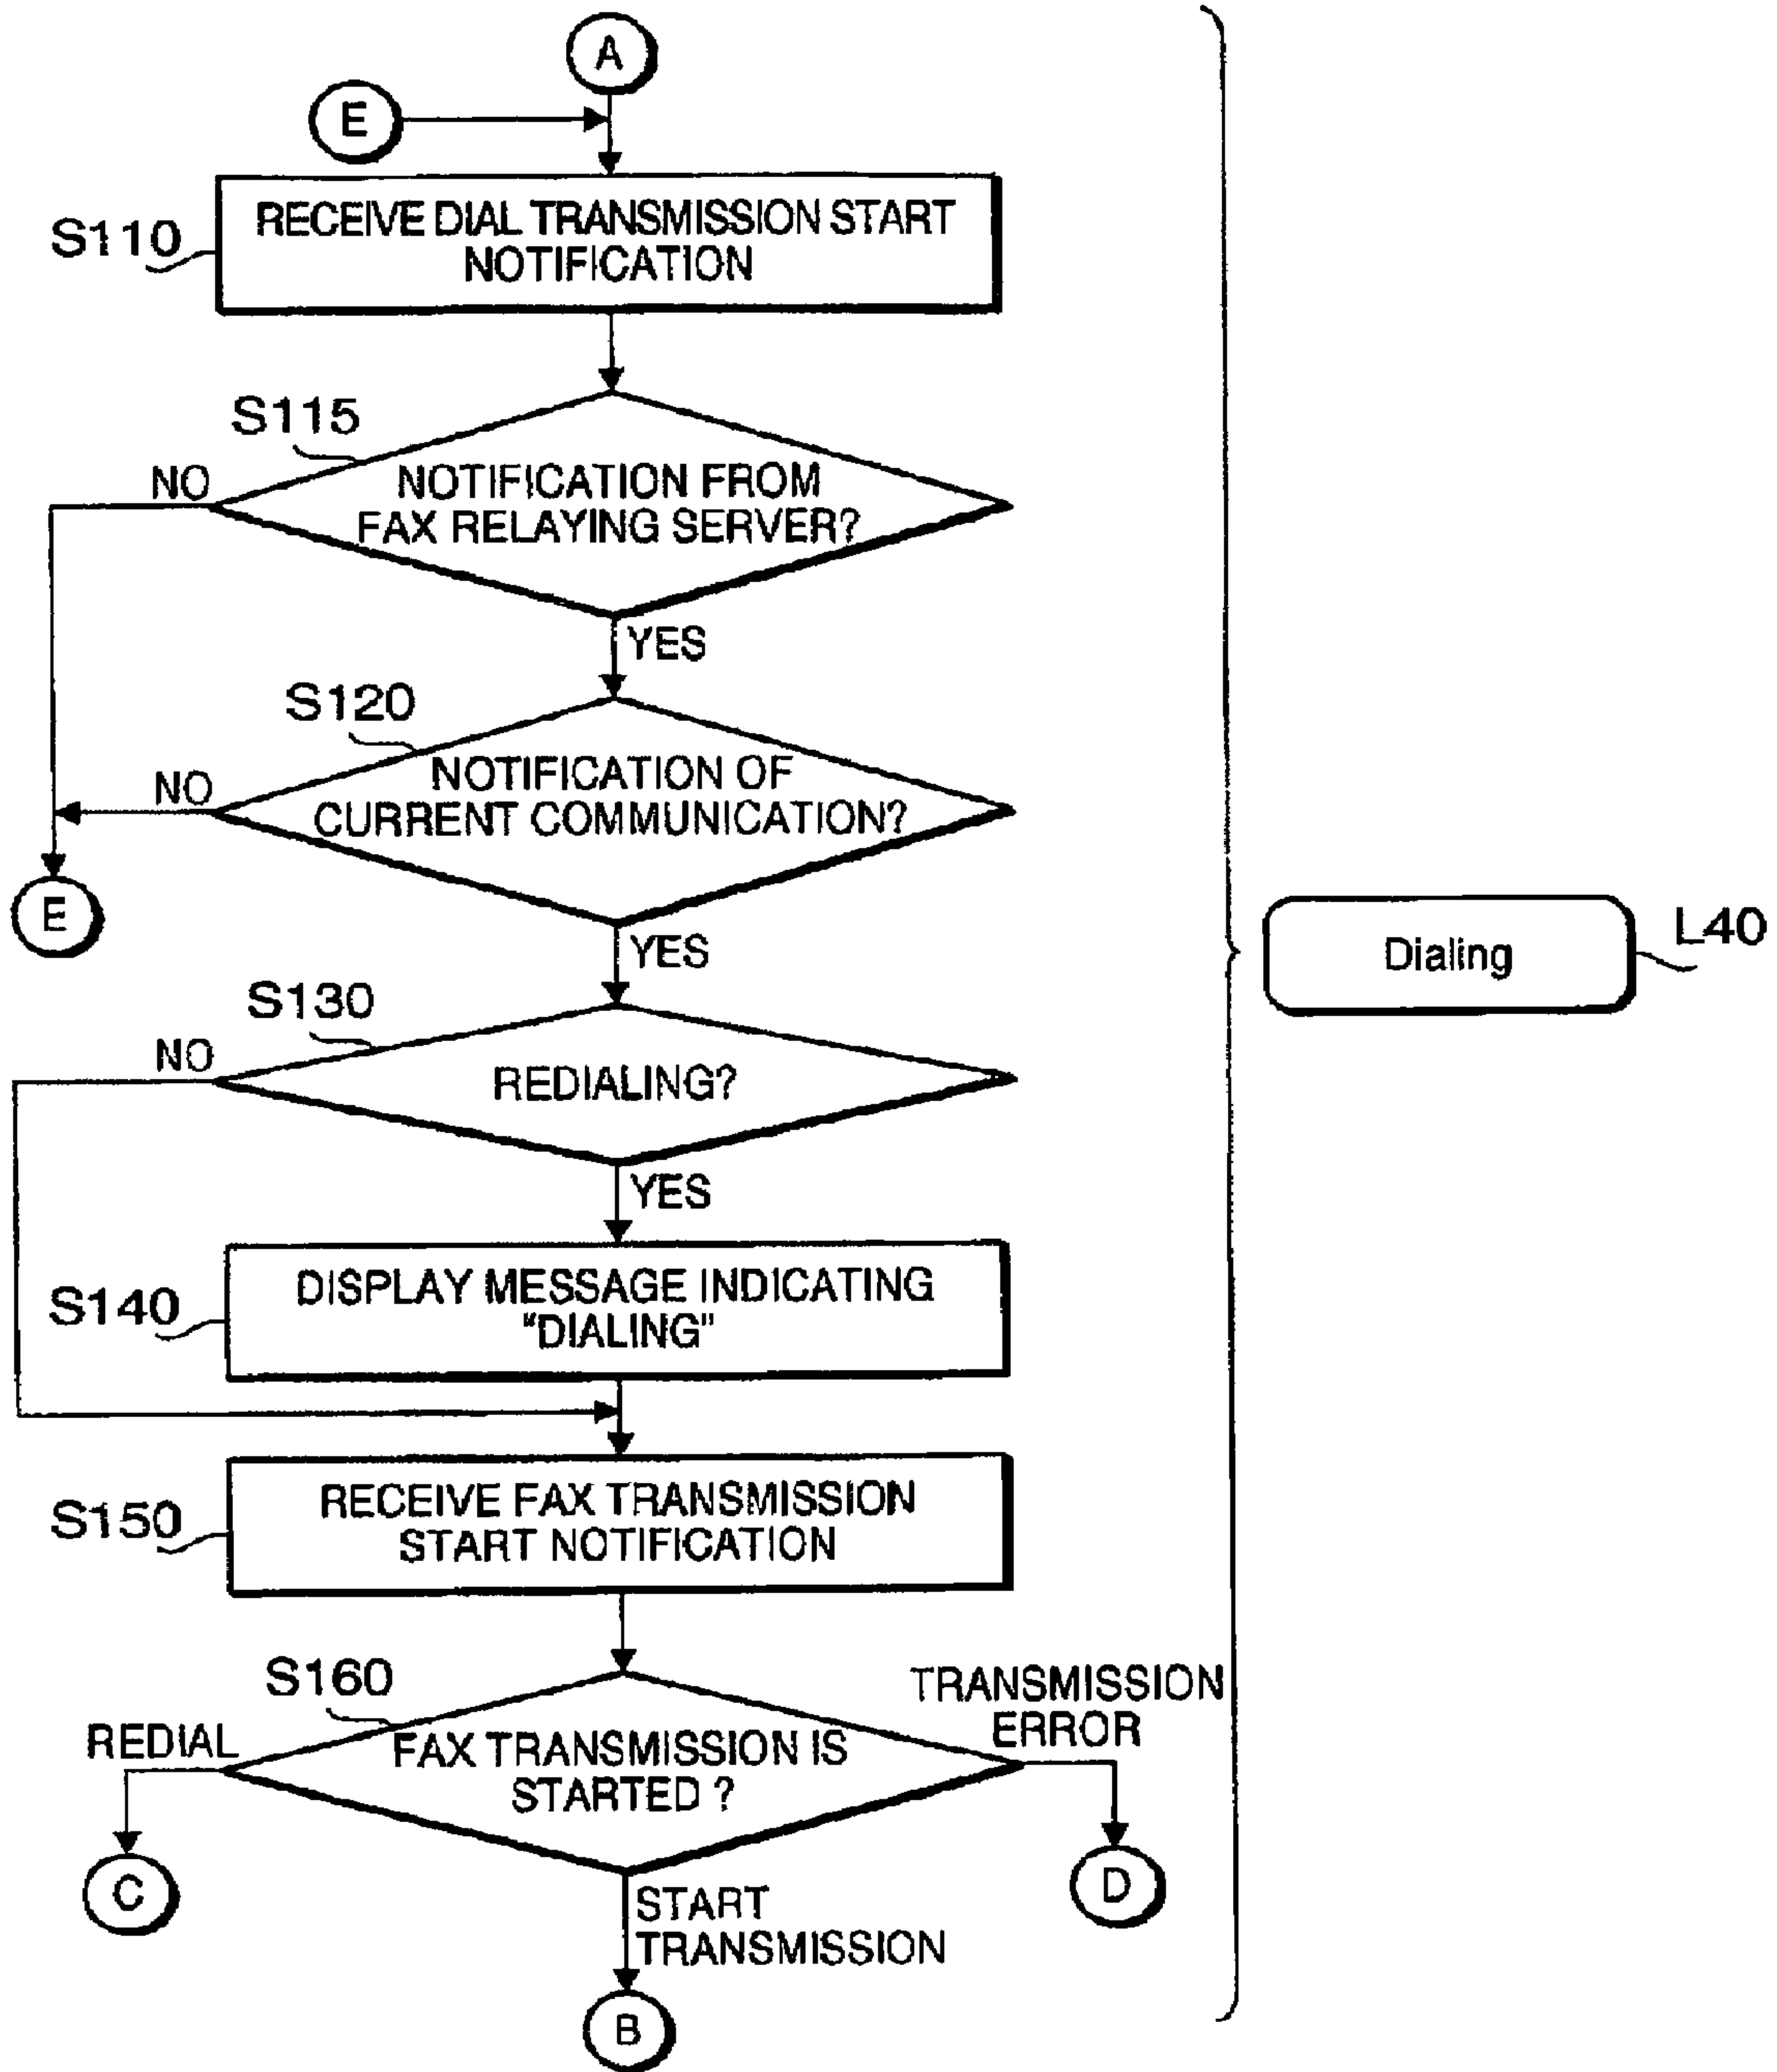 A
E
S110
RECEIVE DIAL TRANSMISSION START
NOTIFICATION
S115
NO
NOTIFICATION FROM
FAX RELAYING SERVER?
YES
S120
NO
NOTIFICATION OF
CURRENT COMMUNICATION?
E
YES
Dialing
L40
S130
NO
REDIALING?
YES
S140
DISPLAY MESSAGE INDICATING
"DIALING"
S150
RECEIVE FAX TRANSMISSION
START NOTIFICATION
S160
REDIAL
FAX TRANSMISSION IS
STARTED ?
TRANSMISSION
ERROR
C
D
START
TRANSMISSION
B